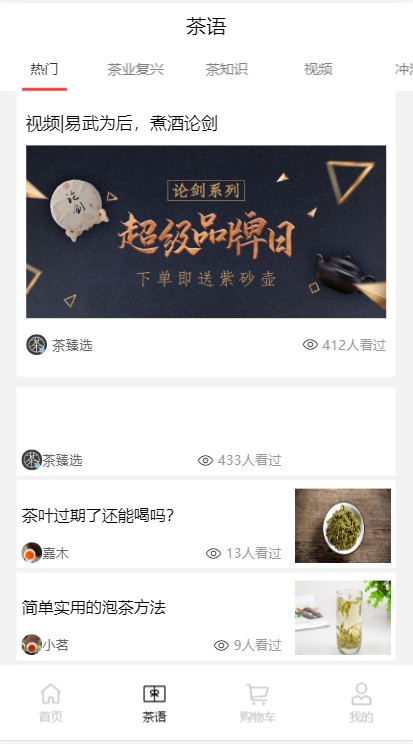 茶语
热门 茶业复兴 茶知识 视频
视频|易武为后，煮酒论剑
论剑
论剑系列
超级品牌日
下单即送紫砂壶
茶臻选 412人看过
茶臻选 433人看过
茶叶过期了还能喝吗?
嘉木 13人看过
简单实用的泡茶方法
小茗 9人看过
首页 茶语 购物车 我的